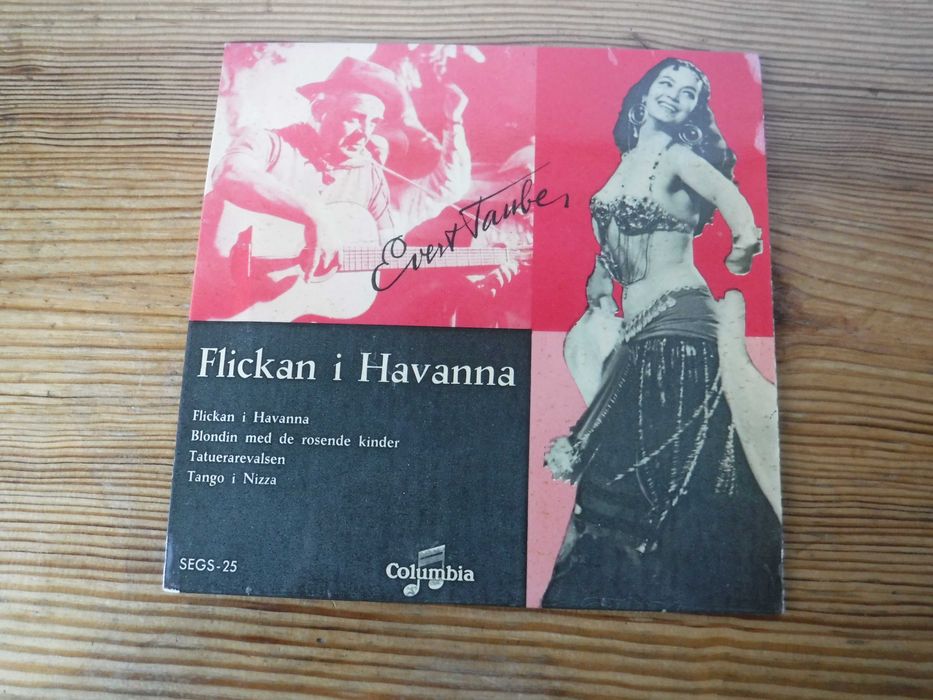 Evert Taube
Flickan i Havanna
Flickan i Havanna
Blondin med de rosende kinder
Tatuerarevalsen
Tango i Nizza
SEGS-25
Columbia